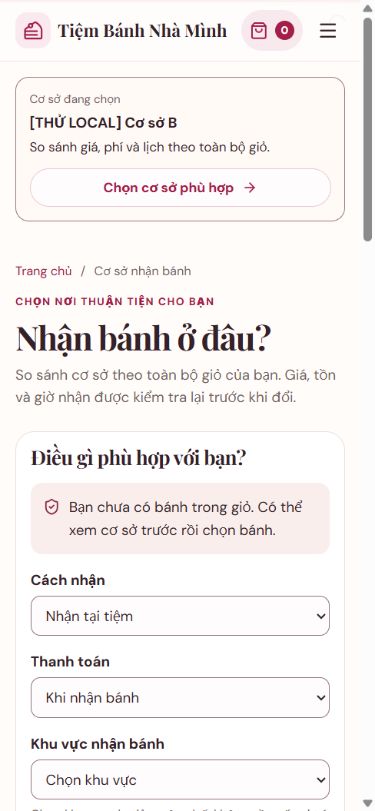 Tiệm Bánh Nhà Mình
0
Cơ sở đang chọn
[THỬ LOCAL] Cơ sở B
So sánh giá, phí và lịch theo toàn bộ giỏ.
Chọn cơ sở phù hợp →
Trang chủ / Cơ sở nhận bánh
CHỌN NƠI THUẬN TIỆN CHO BẠN
Nhận bánh ở đâu?
So sánh cơ sở theo toàn bộ giỏ của bạn. Giá, tồn
và giờ nhận được kiểm tra lại trước khi đổi.
Điều gì phù hợp với bạn?
Bạn chưa có bánh trong giỏ. Có thể
xem cơ sở trước rồi chọn bánh.
Cách nhận
Nhận tại tiệm
Thanh toán
Khi nhận bánh
Khu vực nhận bánh
Chọn khu vực